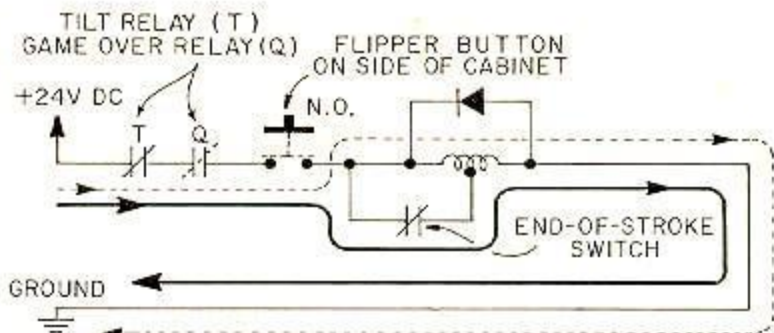 TILT RELAY (T)
GAME OVER RELAY(Q)
FLIPPER BUTTON
ON SIDE OF CABINET
+24V DC
N.O.
T
Q
END-OF-STROKE
SWITCH
GROUND